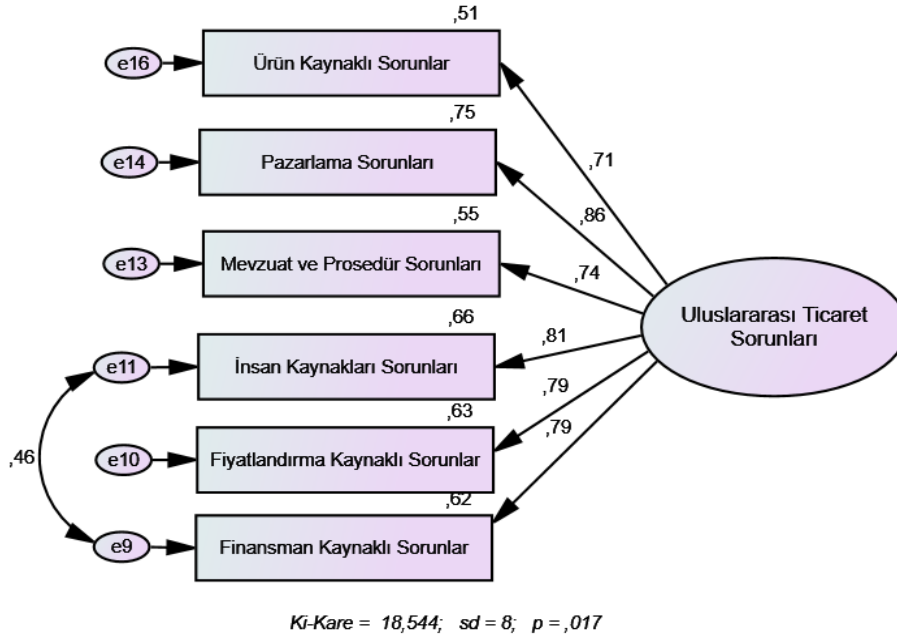 ,51
e16
Ürün Kaynaklı Sorunlar
,75
,71
e14
Pazarlama Sorunları
,86
,55
e13
Mevzuat ve Prosedür Sorunları
,74
Uluslararası Ticaret
Sorunları
,66
,81
e11
İnsan Kaynakları Sorunları
,79
,63
,79
,46
e10
Fiyatlandırma Kaynaklı Sorunlar
,62
e9
Finansman Kaynaklı Sorunlar
Ki-Kare = 18,544; sd = 8; p = ,017